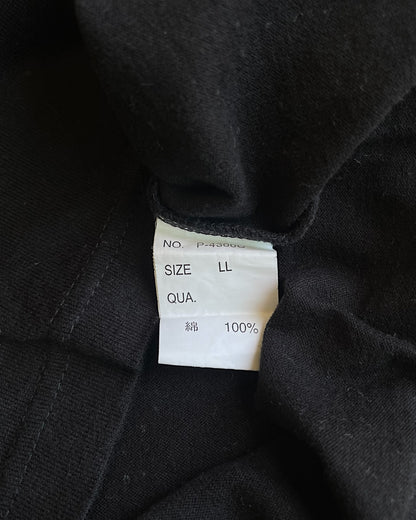 NO.
SIZE LL
QUA.
綿 100%